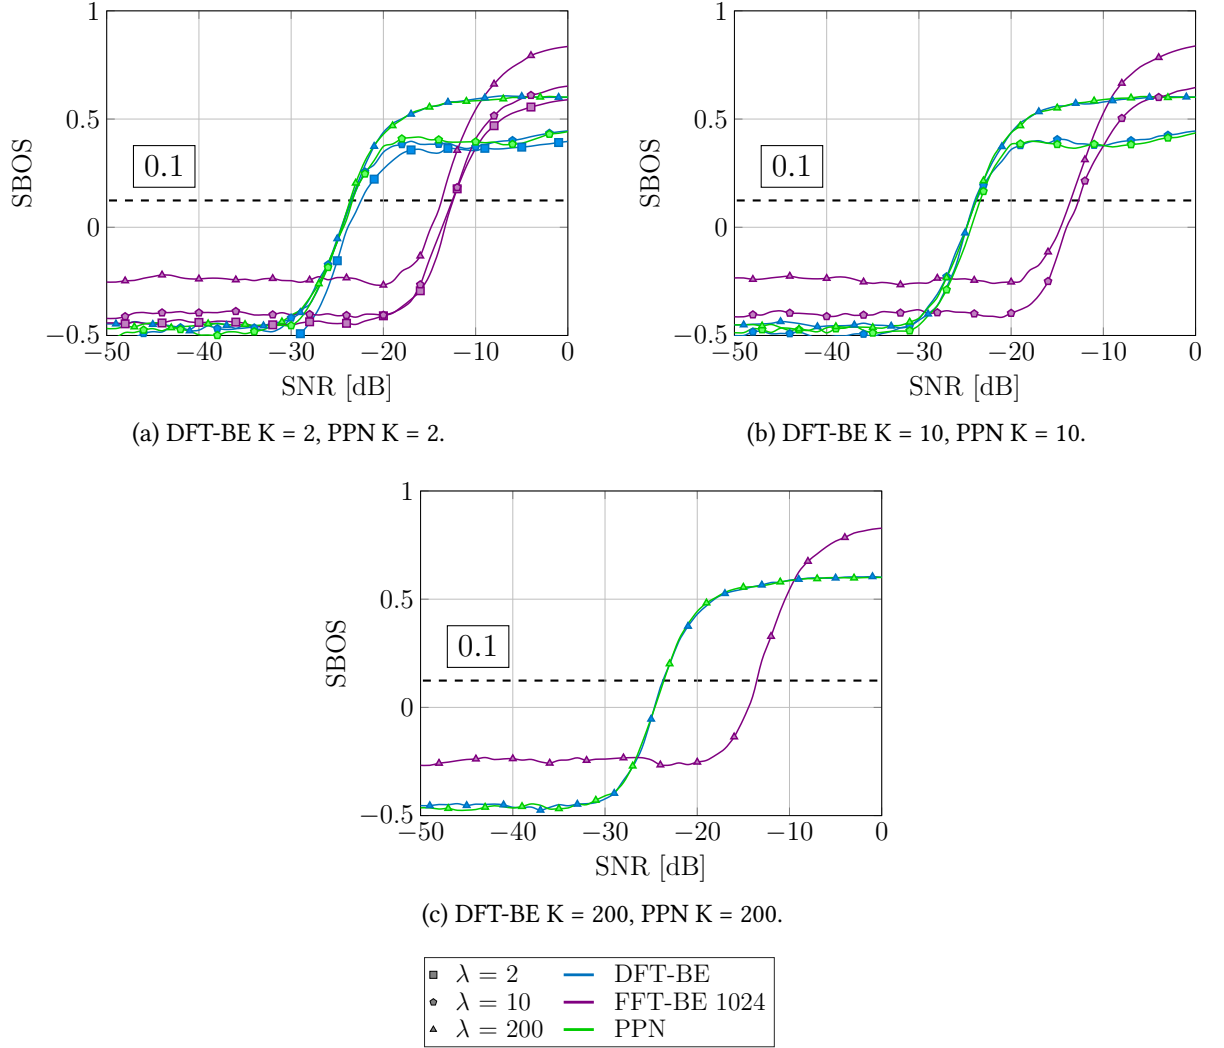 1
0.5
0
−0.5
SBOS
0.1
−50
−40
−30
−20
−10
0
SNR [dB]
(a) DFT-BE K = 2, PPN K = 2.
1
0.5
0
−0.5
SBOS
0.1
−50
−40
−30
−20
−10
0
SNR [dB]
(b) DFT-BE K = 10, PPN K = 10.
1
0.5
0
−0.5
SBOS
0.1
−50
−40
−30
−20
−10
0
SNR [dB]
(c) DFT-BE K = 200, PPN K = 200.
λ = 2 DFT-BE
λ = 10 FFT-BE 1024
λ = 200 PPN